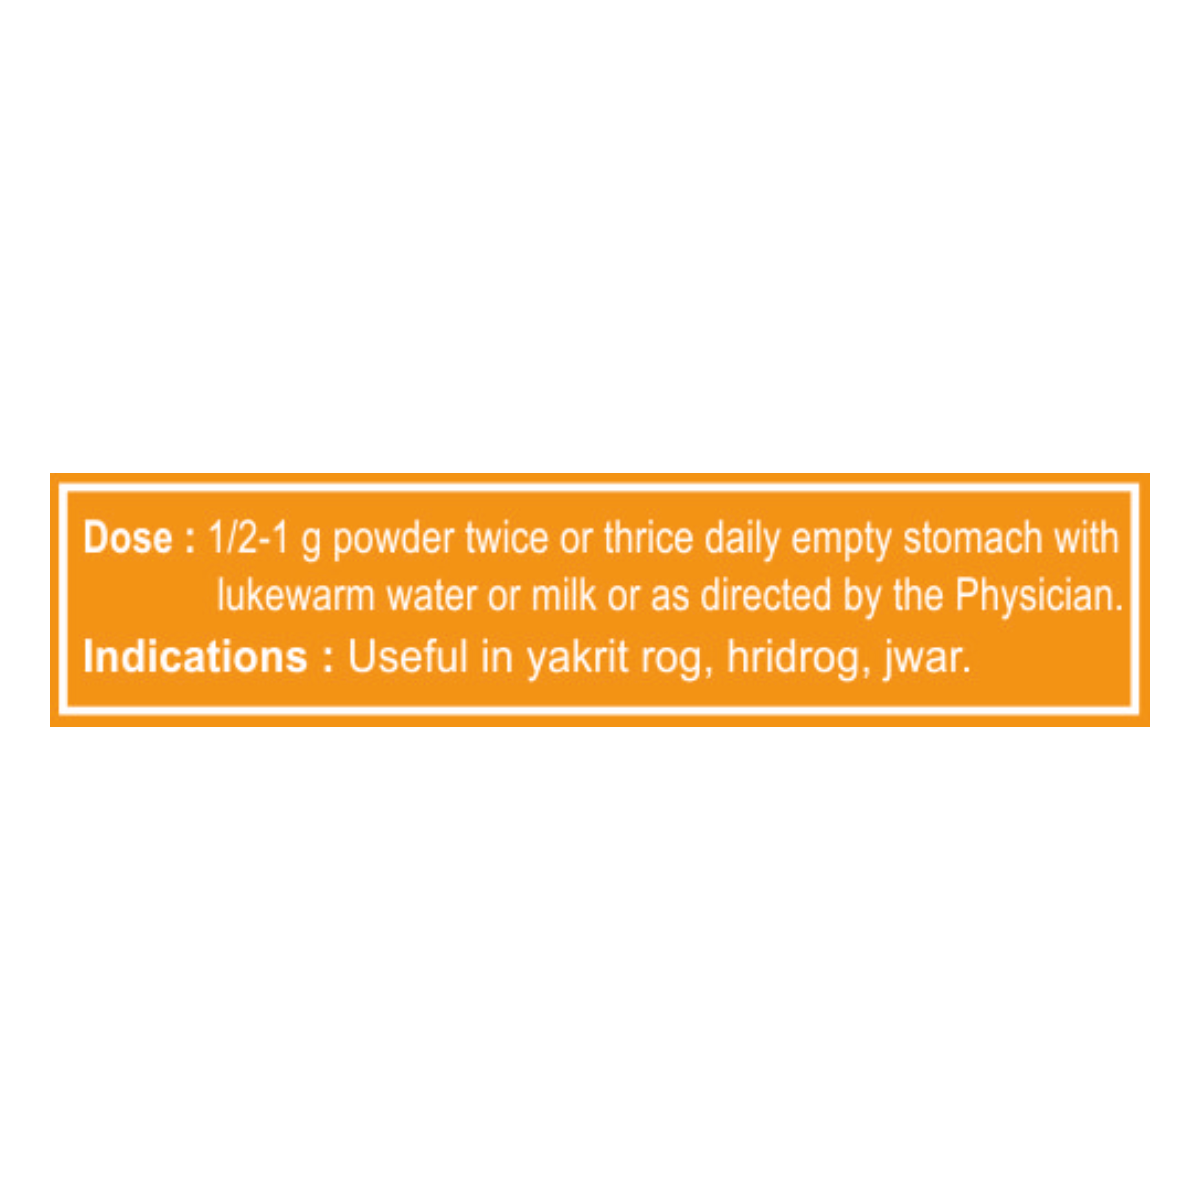 Dose : 1/2-1 g powder twice or thrice daily empty stomach with
lukewarm water or milk or as directed by the Physician.
Indications : Useful in yakrit rog, hridrog, jwar.